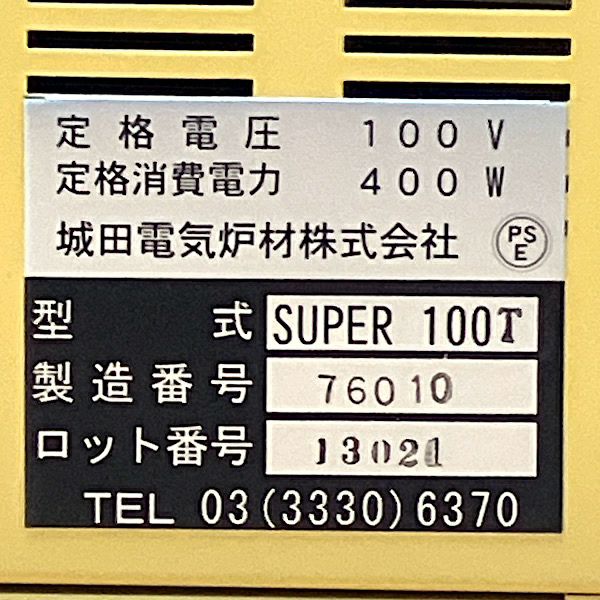 定格電圧 100V
定格消費電力 400W
城田電気炉材株式会社 PSE
型式 SUPER 100T
製造番号 76010
ロット番号 13021
TEL 03(3330)6370